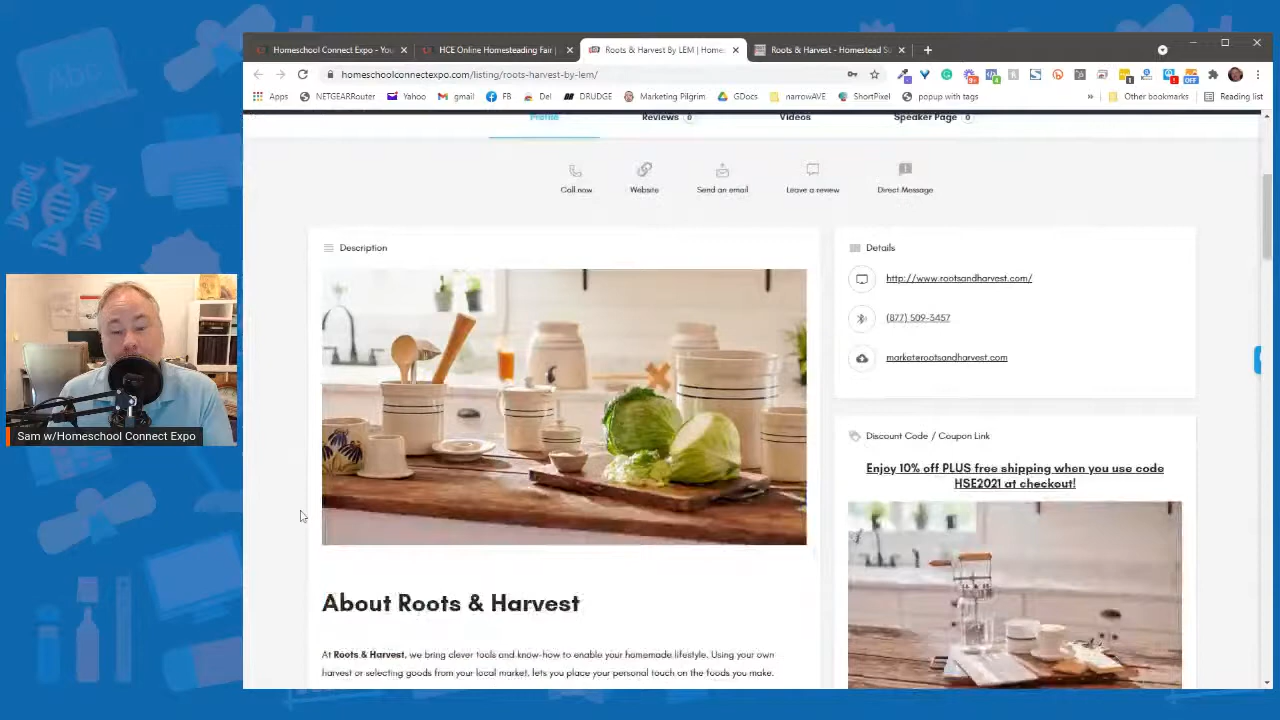 Homeschool Connect Expo - You
HCE Online Homesteading Fair |
Roots & Harvest By LEM | Home
Roots & Harvest - Homestead Su
homeschoolconnectexpo.com/listing/roots-harvest-by-lem/
Apps
NETGEARRouter
Yahoo
gmail
FB
Del
DRUDGE
Marketing Pilgrim
GDocs
narrowAVE
ShortPixel
popup with tags
Other bookmarks
Reading list
Profile
Reviews 0
Videos
Speaker Page 0
Call now
Website
Send an email
Leave a review
Direct Message
Description
Details
http://www.rootsandharvest.com/
(877) 509-5457
marketerootsandharvest.com
Discount Code / Coupon Link
Enjoy 10% off PLUS free shipping when you use code
HSE2021 at checkout!
About Roots & Harvest
At Roots & Harvest, we bring clever tools and know-how to enable your homemade lifestyle. Using your own
harvest or selecting goods from your local market, lets you place your personal touch on the foods you make.
Sam w/Homeschool Connect Expo
Abc